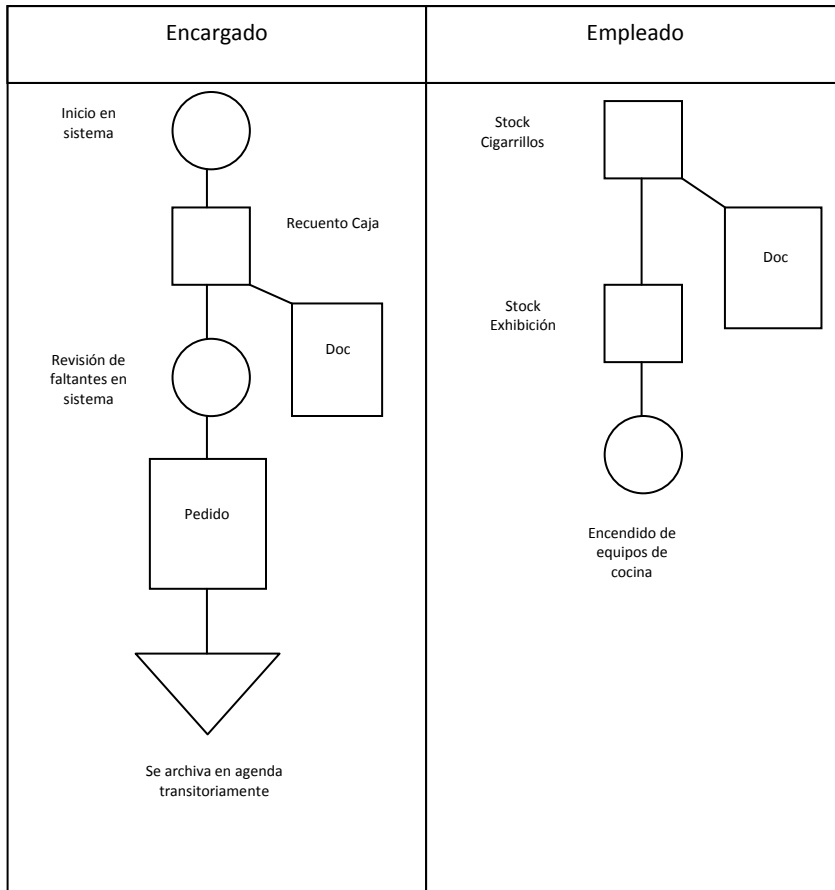 Encargado
Empleado
Inicio en
sistema
Recuento Caja
Doc
Revisión de
faltantes en
sistema
Pedido
Se archiva en agenda
transitoriamente
Stock
Cigarrillos
Doc
Stock
Exhibición
Encendido de
equipos de
cocina